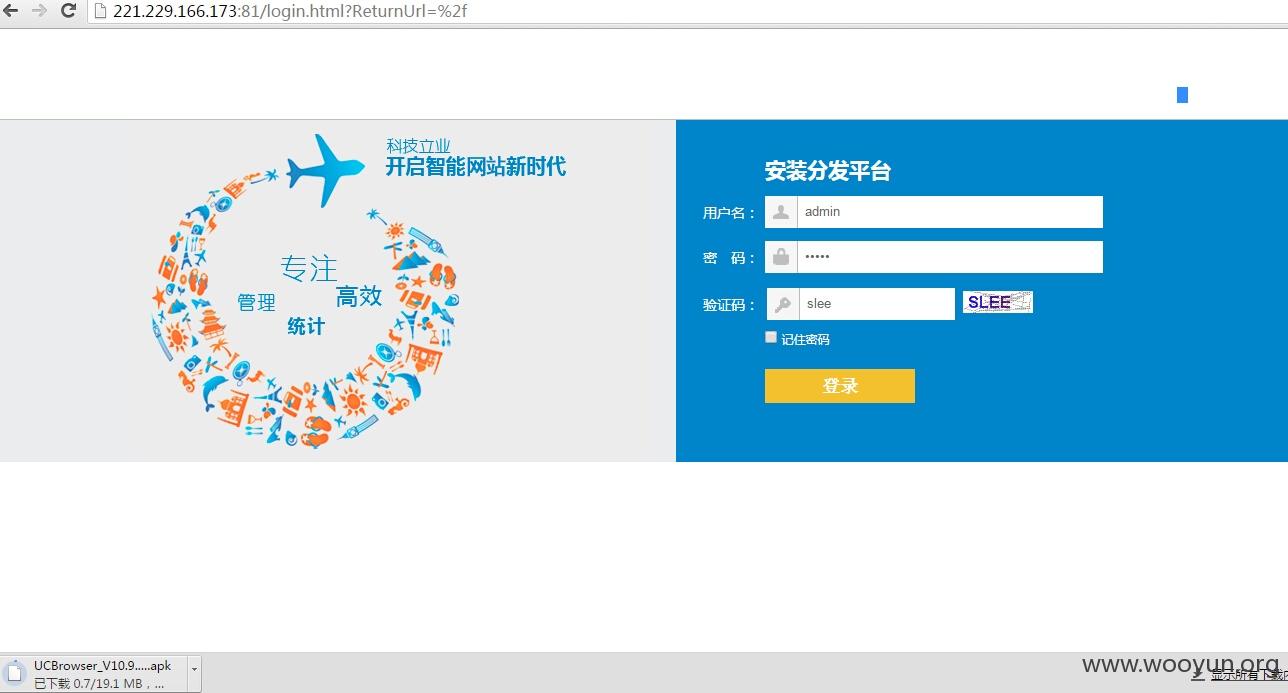 221.229.166.173:81/login.html?ReturnUrl=%2f
科技立业
开启智能网站新时代
专注
管理
高效
统计
安装分发平台
用户名： admin
密 码： •••••
验证码： slee SLEE
记住密码
登录
UCBrowser_V10.9.....apk
已下载 0.7/19.1 MB，...
www.wooyun.org
显示所有下载